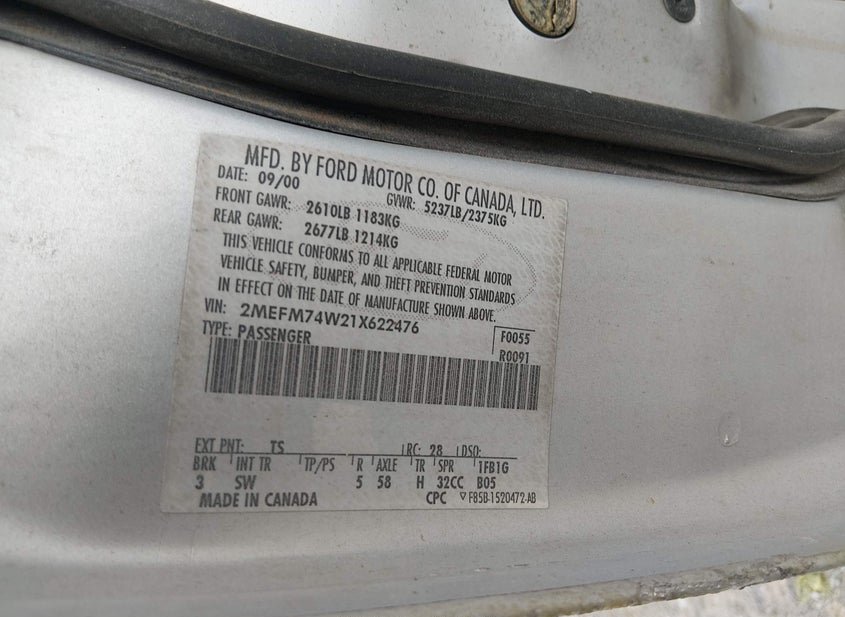 MFD. BY FORD MOTOR CO. OF CANADA, LTD.
DATE: 09/00 GVWR: 5237LB/2375KG
FRONT GAWR: 2610LB 1183KG
REAR GAWR: 2677LB 1214KG
THIS VEHICLE CONFORMS TO ALL APPLICABLE FEDERAL MOTOR
VEHICLE SAFETY, BUMPER, AND THEFT PREVENTION STANDARDS
IN EFFECT ON THE DATE OF MANUFACTURE SHOWN ABOVE.
VIN: 2MEFM74W21X622476
TYPE: PASSENGER F0055
R0091
EXT PNT: TS RC: 28 DSO:
BRK INT TR TP/PS R AXLE TR SPR 1FB1G
3 SW 5 58 H 32CC B05
MADE IN CANADA CPC ▽ F85B-1520472-AB